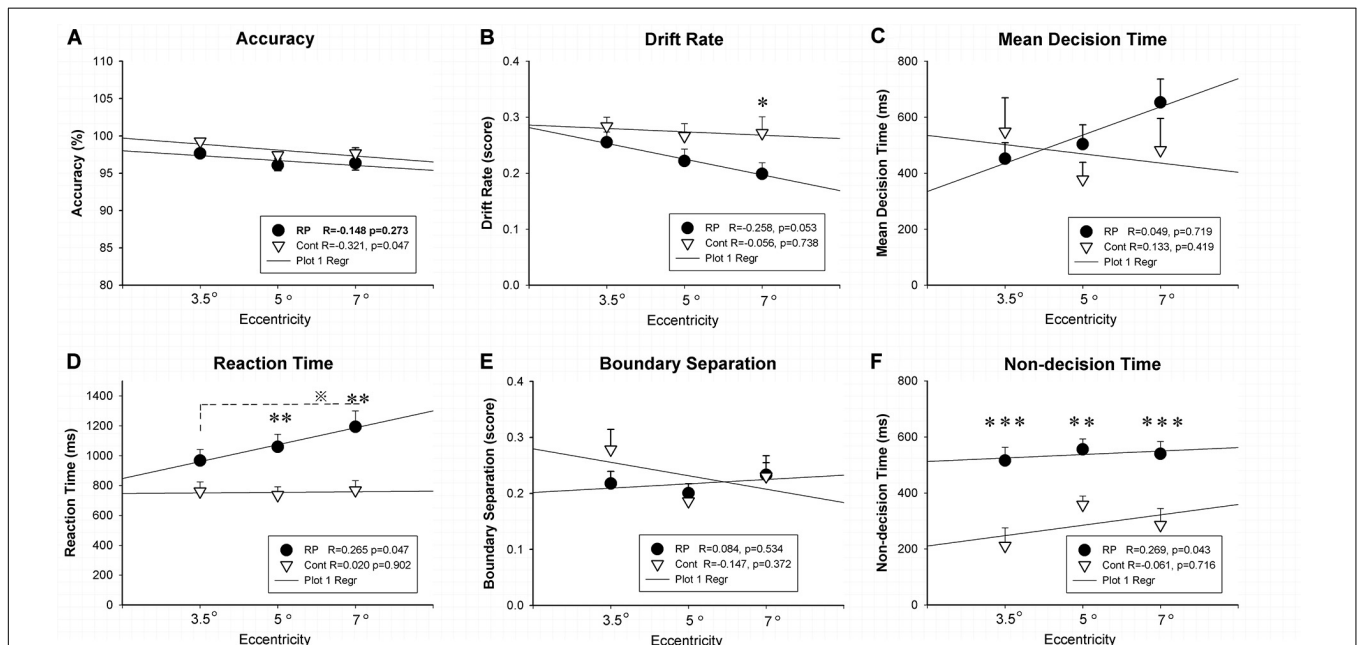 A Accuracy
110
105
100
95
90
85
80
Accuracy (%)
RP R=-0.148 p=0.273
Cont R=-0.321, p=0.047
Plot 1 Regr
3.5° 5° 7°
Eccentricity
B Drift Rate
0.4
0.3
0.2
0.1
0.0
Drift Rate (score)
*
RP R=-0.258, p=0.053
Cont R=-0.056, p=0.738
Plot 1 Regr
3.5° 5° 7°
Eccentricity
C Mean Decision Time
800
600
400
200
0
Mean Decision Time (ms)
RP R=0.049, p=0.719
Cont R=0.133, p=0.419
Plot 1 Regr
3.5° 5° 7°
Eccentricity
D Reaction Time
1400
1200
1000
800
600
400
200
0
Reaction Time (ms)
※
** **
RP R=0.265 p=0.047
Cont R=0.020 p=0.902
Plot 1 Regr
3.5° 5° 7°
Eccentricity
E Boundary Separation
0.4
0.3
0.2
0.1
0.0
Boundary Separation (score)
RP R=0.084, p=0.534
Cont R=-0.147, p=0.372
Plot 1 Regr
3.5° 5° 7°
Eccentricity
F Non-decision Time
800
600
400
200
0
Non-decision Time (ms)
*** ** ***
RP R=0.269, p=0.043
Cont R=-0.061, p=0.716
Plot 1 Regr
3.5° 5° 7°
Eccentricity